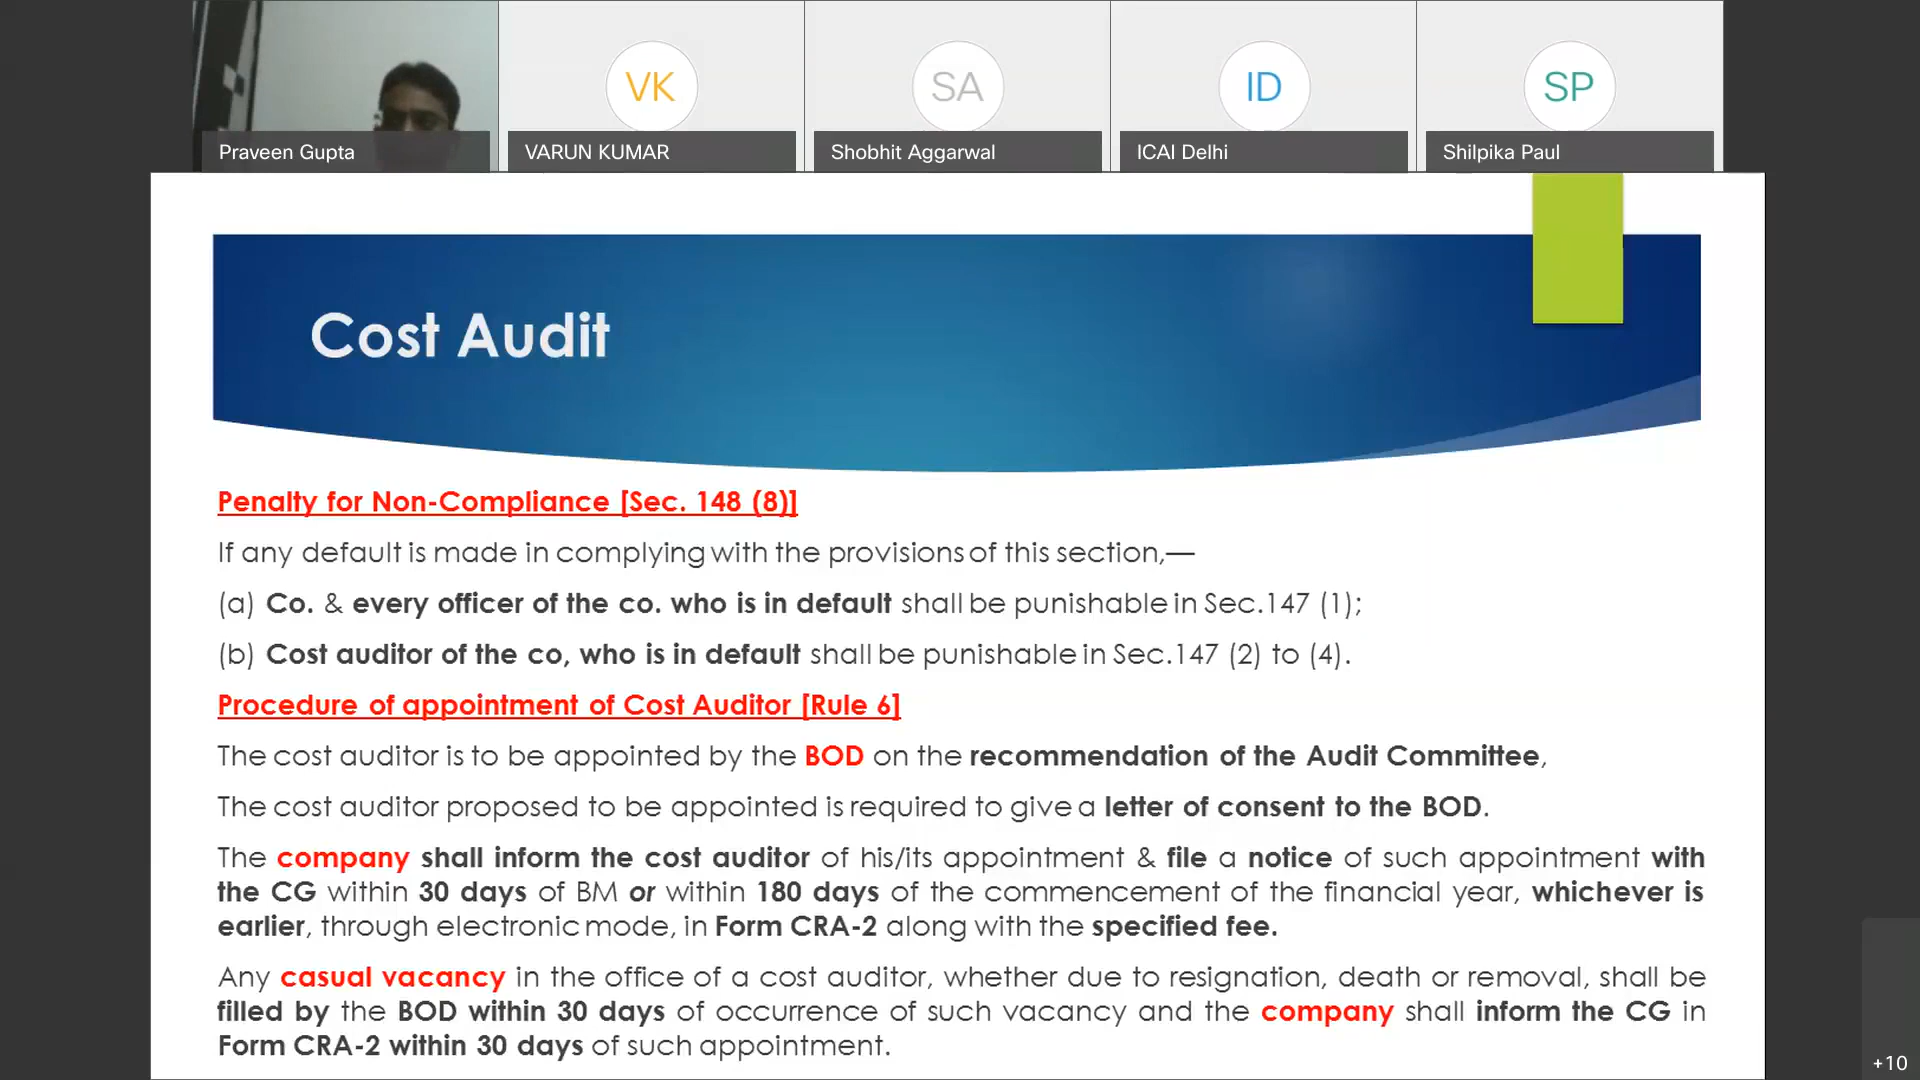 VK
SA
ID
SP
Praveen Gupta
VARUN KUMAR
Shobhit Aggarwal
ICAI Delhi
Shilpika Paul
Cost Audit
Penalty for Non-Compliance [Sec. 148 (8)]
If any default is made in complying with the provisions of this section,—
(a) Co. & every officer of the co. who is in default shall be punishable in Sec.147 (1);
(b) Cost auditor of the co, who is in default shall be punishable in Sec.147 (2) to (4).
Procedure of appointment of Cost Auditor [Rule 6]
The cost auditor is to be appointed by the BOD on the recommendation of the Audit Committee,
The cost auditor proposed to be appointed is required to give a letter of consent to the BOD.
The company shall inform the cost auditor of his/its appointment & file a notice of such appointment with
the CG within 30 days of BM or within 180 days of the commencement of the financial year, whichever is
earlier, through electronic mode, in Form CRA-2 along with the specified fee.
Any casual vacancy in the office of a cost auditor, whether due to resignation, death or removal, shall be
filled by the BOD within 30 days of occurrence of such vacancy and the company shall inform the CG in
Form CRA-2 within 30 days of such appointment.
+10